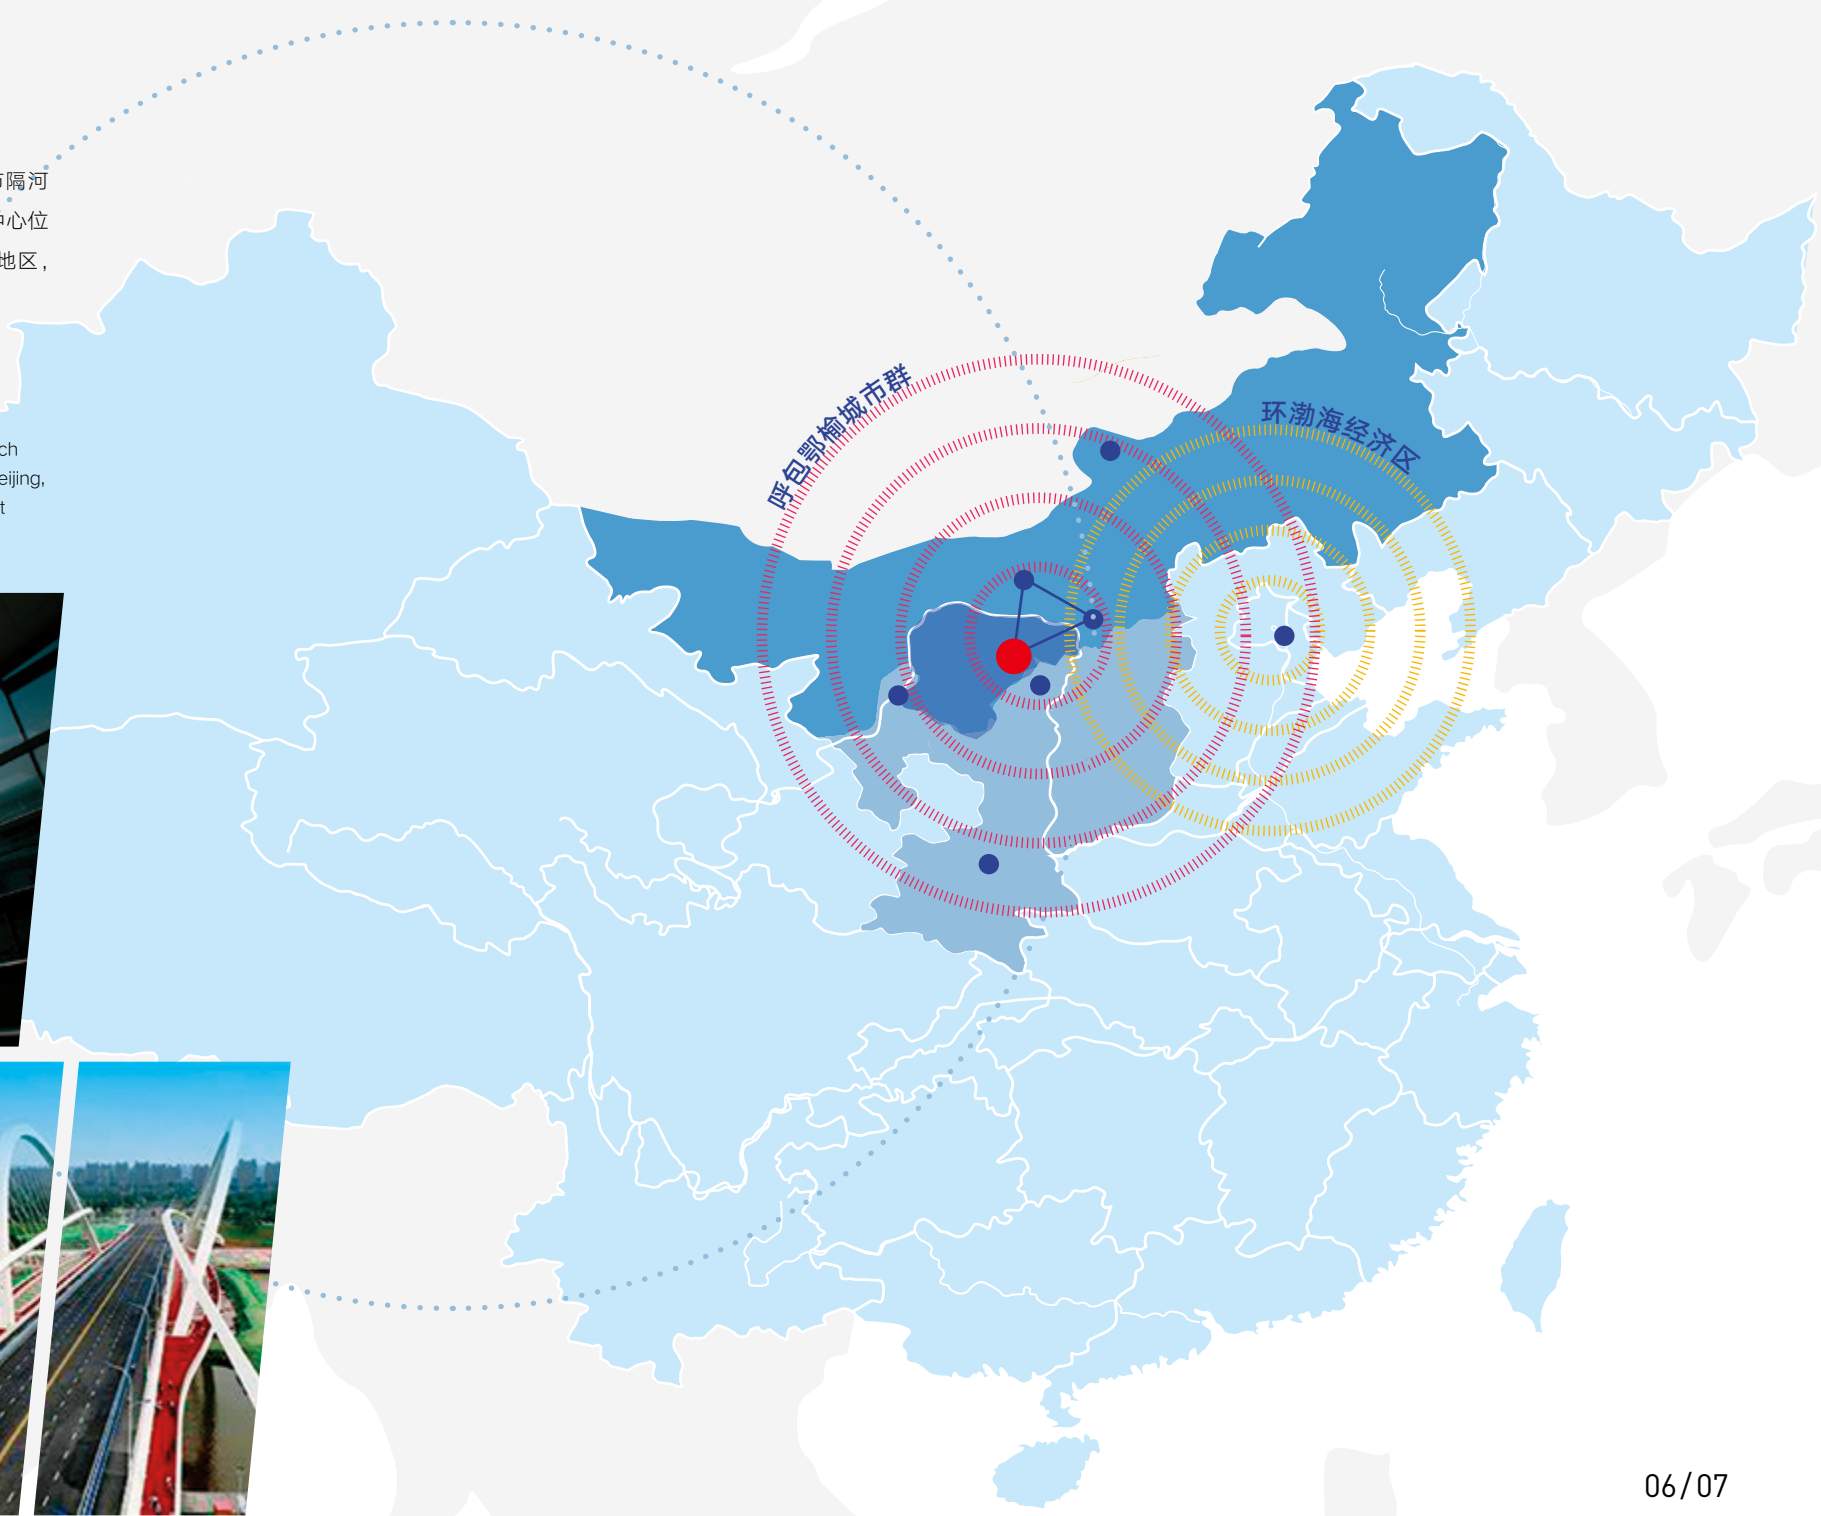 隔河
心位
地区，
ch
eijing,
t
呼包鄂榆城市群
环渤海经济区
06/07